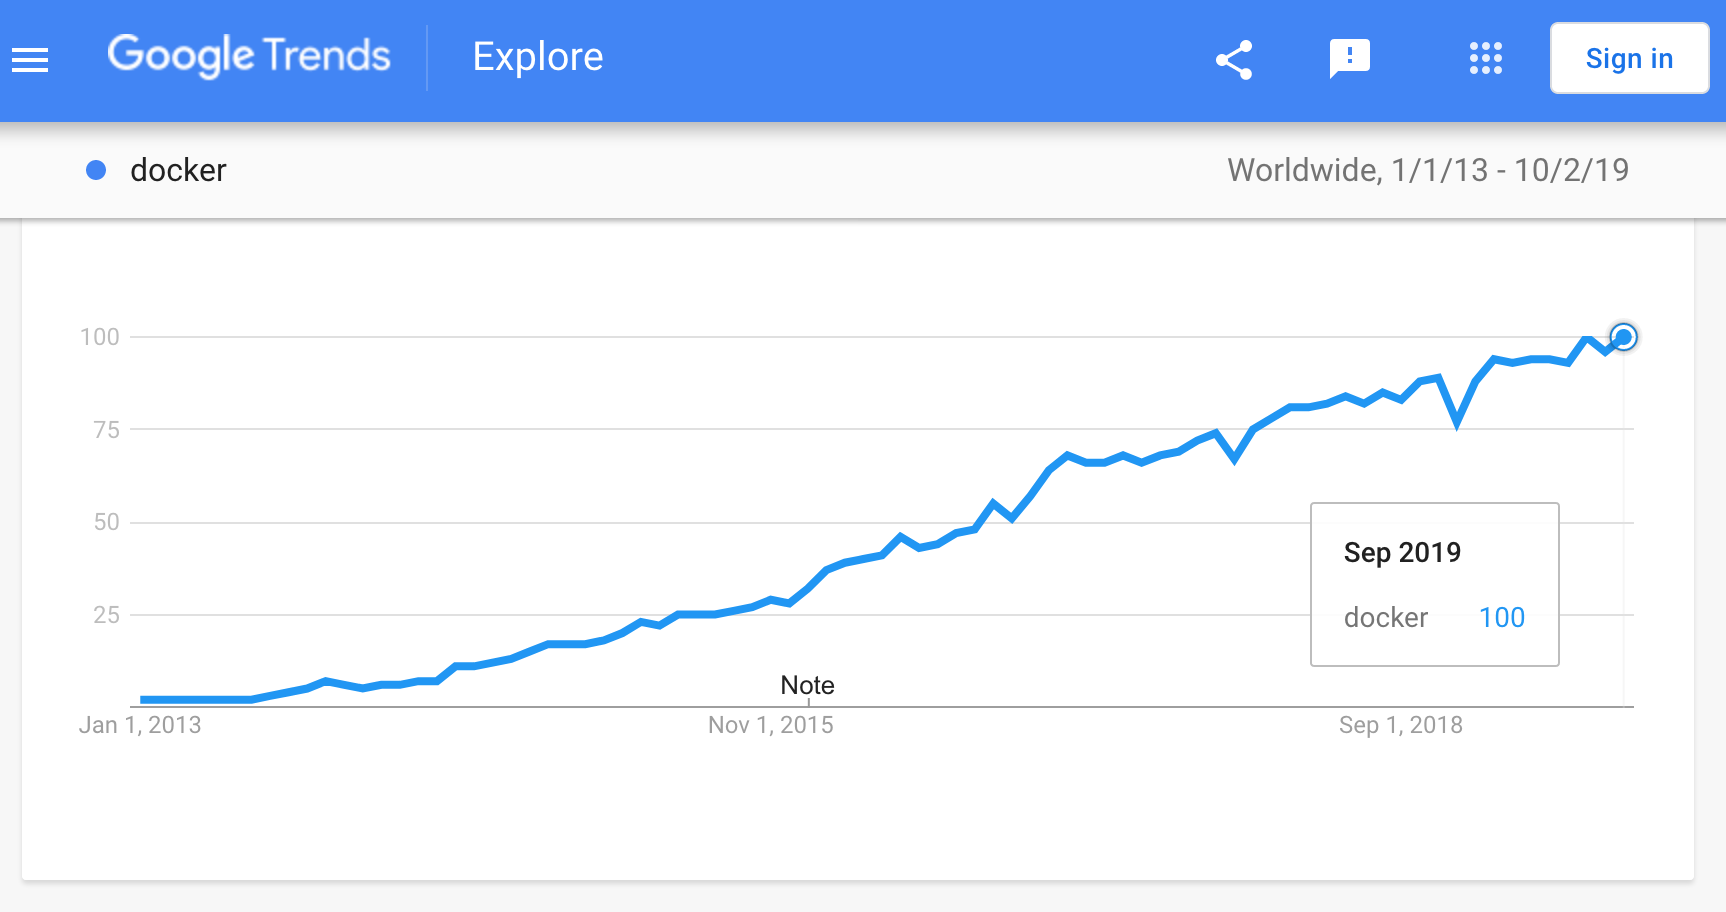 Google Trends Explore Sign in
docker Worldwide, 1/1/13 - 10/2/19
100
75
50
25
Sep 2019
docker 100
Note
Jan 1, 2013 Nov 1, 2015 Sep 1, 2018